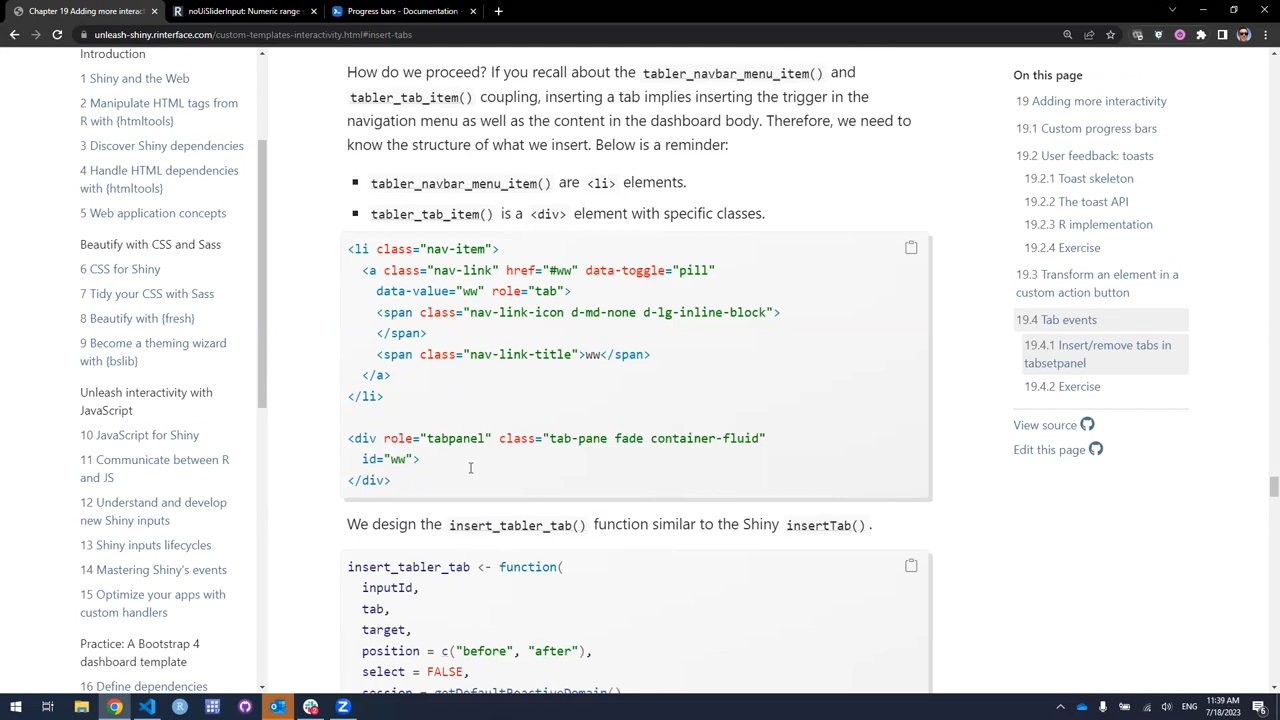 Chapter 19 Adding more interac
noUiSliderInput: Numeric range s
Progress bars - Documentation
unleash-shiny.rinterface.com/custom-templates-interactivity.html#insert-tabs
Introduction
1 Shiny and the Web
2 Manipulate HTML tags from
R with {htmltools}
3 Discover Shiny dependencies
4 Handle HTML dependencies
with {htmltools}
5 Web application concepts
Beautify with CSS and Sass
6 CSS for Shiny
7 Tidy your CSS with Sass
8 Beautify with {fresh}
9 Become a theming wizard
with {bslib}
Unleash interactivity with
JavaScript
10 JavaScript for Shiny
11 Communicate between R
and JS
12 Understand and develop
new Shiny inputs
13 Shiny inputs lifecycles
14 Mastering Shiny's events
15 Optimize your apps with
custom handlers
Practice: A Bootstrap 4
dashboard template
16 Define dependencies
How do we proceed? If you recall about the tabler_navbar_menu_item() and
tabler_tab_item() coupling, inserting a tab implies inserting the trigger in the
navigation menu as well as the content in the dashboard body. Therefore, we need to
know the structure of what we insert. Below is a reminder:
tabler_navbar_menu_item() are <li> elements.
tabler_tab_item() is a <div> element with specific classes.
<li class="nav-item">
<a class="nav-link" href="#ww" data-toggle="pill"
data-value="ww" role="tab">
<span class="nav-link-icon d-md-none d-lg-inline-block">
</span>
<span class="nav-link-title">ww</span>
</a>
</li>
<div role="tabpanel" class="tab-pane fade container-fluid"
id="ww">
</div>
We design the insert_tabler_tab() function similar to the Shiny insertTab().
insert_tabler_tab <- function(
inputId,
tab,
target,
position = c("before", "after"),
select = FALSE,
session = getDefaultReactiveDomain()
On this page
19 Adding more interactivity
19.1 Custom progress bars
19.2 User feedback: toasts
19.2.1 Toast skeleton
19.2.2 The toast API
19.2.3 R implementation
19.2.4 Exercise
19.3 Transform an element in a
custom action button
19.4 Tab events
19.4.1 Insert/remove tabs in
tabsetpanel
19.4.2 Exercise
View source
Edit this page
ENG
11:39 AM
7/18/2023